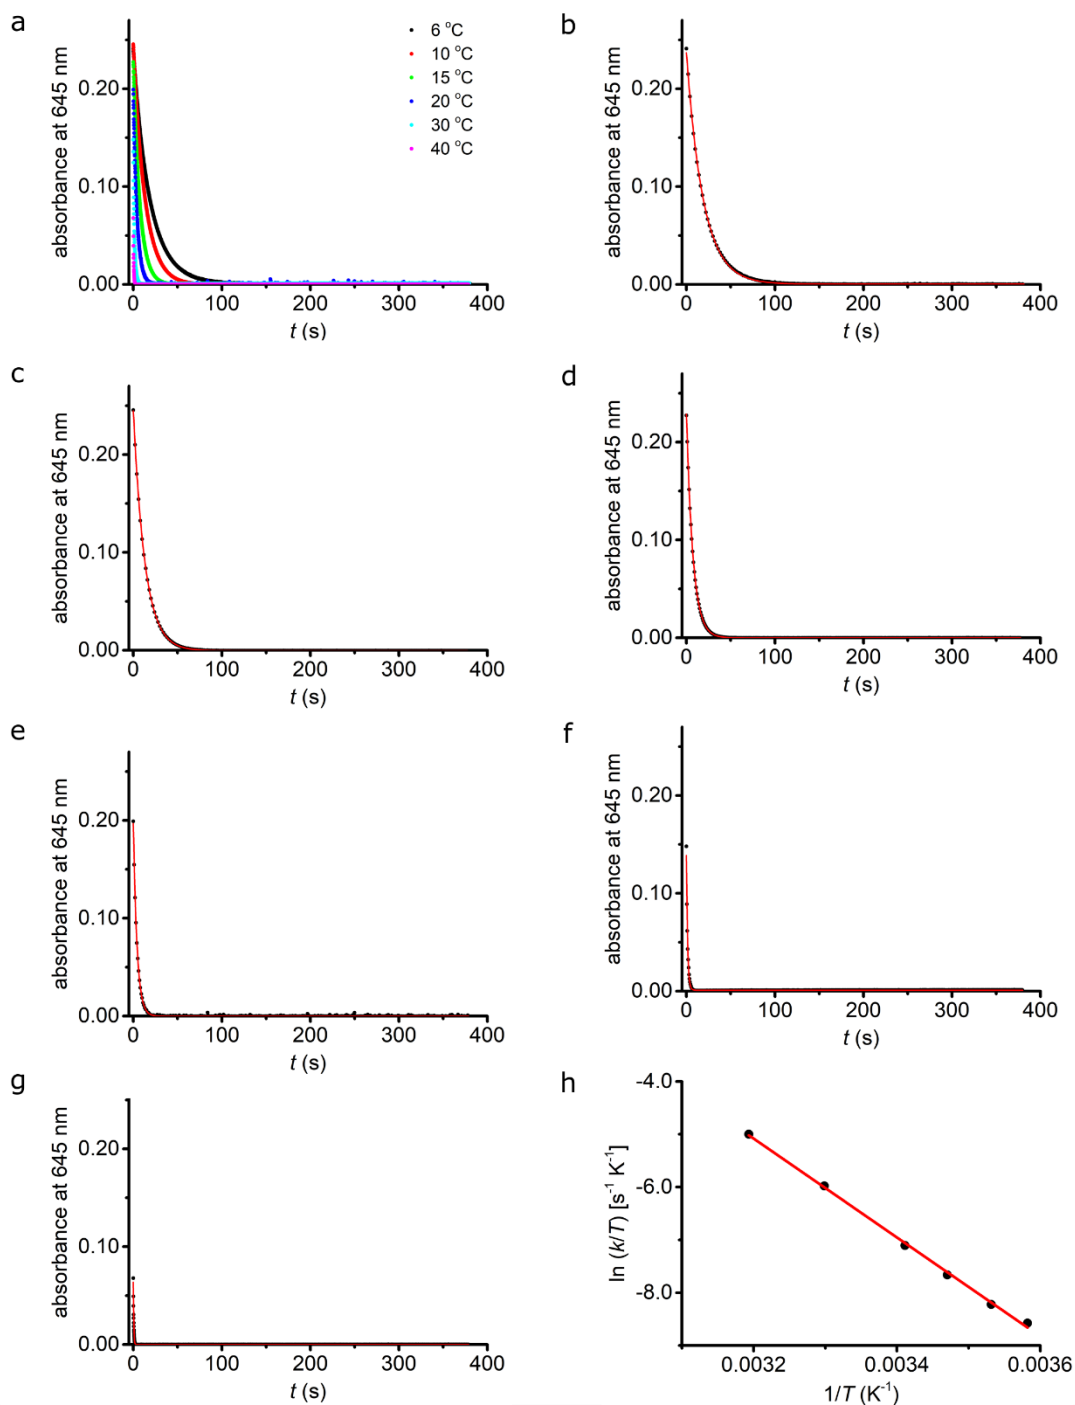 a
absorbance at 645 nm
0.20
0.10
0.00
0 100 200 300 400
t (s)
6 °C
10 °C
15 °C
20 °C
30 °C
40 °C
b
absorbance at 645 nm
0.20
0.10
0.00
0 100 200 300 400
t (s)
c
absorbance at 645 nm
0.20
0.10
0.00
0 100 200 300 400
t (s)
d
absorbance at 645 nm
0.20
0.10
0.00
0 100 200 300 400
t (s)
e
absorbance at 645 nm
0.20
0.10
0.00
0 100 200 300 400
t (s)
f
absorbance at 645 nm
0.20
0.10
0.00
0 100 200 300 400
t (s)
g
absorbance at 645 nm
0.20
0.10
0.00
0 100 200 300 400
t (s)
h
ln (k/T) [s⁻¹ K⁻¹]
-4.0
-6.0
-8.0
0.0032 0.0034 0.0036
1/T (K⁻¹)